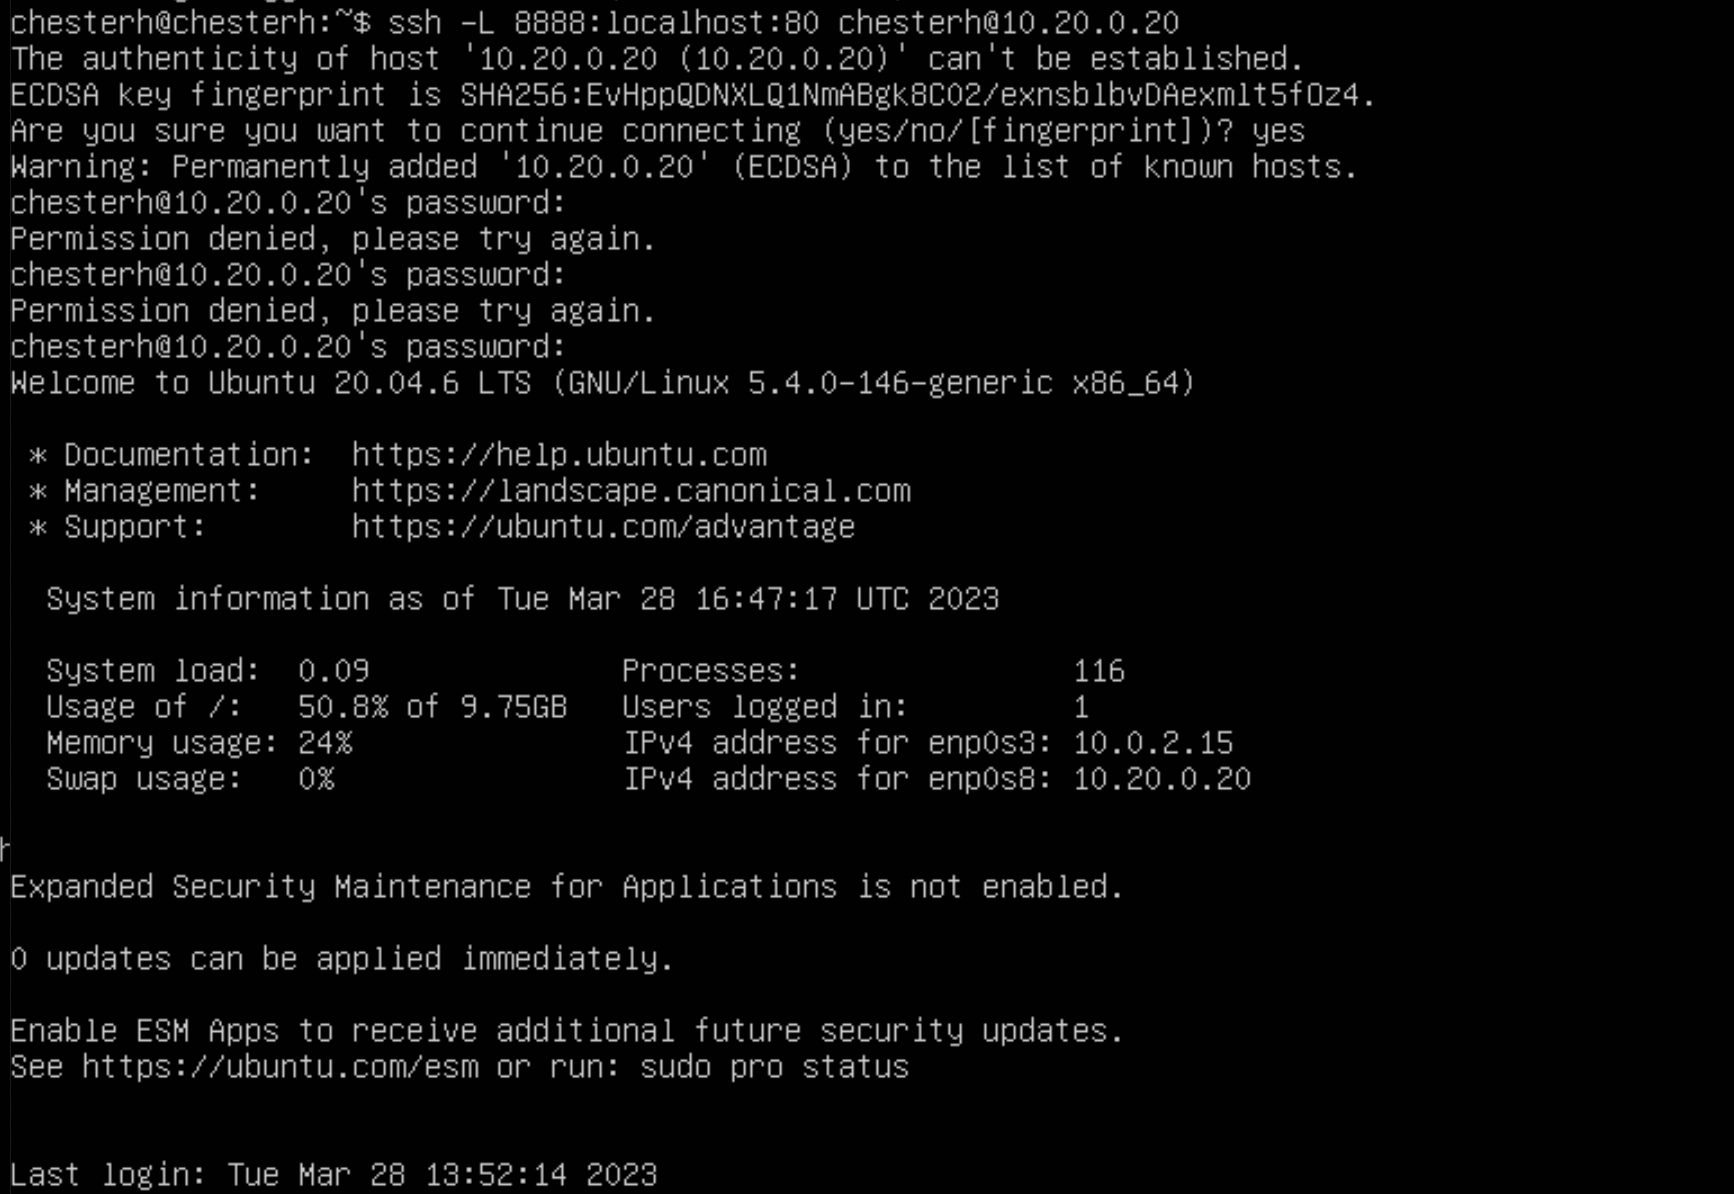 chesterh@chesterh:~$ ssh -L 8888:localhost:80 chesterh@10.20.0.20
The authenticity of host '10.20.0.20 (10.20.0.20)' can't be established.
ECDSA key fingerprint is SHA256:EvHppQDNXLQ1NmABgk8CO2/exnsblbvDAexmlt5fOz4.
Are you sure you want to continue connecting (yes/no/[fingerprint])? yes
Warning: Permanently added '10.20.0.20' (ECDSA) to the list of known hosts.
chesterh@10.20.0.20's password:
Permission denied, please try again.
chesterh@10.20.0.20's password:
Permission denied, please try again.
chesterh@10.20.0.20's password:
Welcome to Ubuntu 20.04.6 LTS (GNU/Linux 5.4.0-146-generic x86_64)
* Documentation: https://help.ubuntu.com
* Management: https://landscape.canonical.com
* Support: https://ubuntu.com/advantage
System information as of Tue Mar 28 16:47:17 UTC 2023
System load: 0.09 Processes: 116
Usage of /: 50.8% of 9.75GB Users logged in: 1
Memory usage: 24% IPv4 address for enp0s3: 10.0.2.15
Swap usage: 0% IPv4 address for enp0s8: 10.20.0.20
Expanded Security Maintenance for Applications is not enabled.
0 updates can be applied immediately.
Enable ESM Apps to receive additional future security updates.
See https://ubuntu.com/esm or run: sudo pro status
Last login: Tue Mar 28 13:52:14 2023